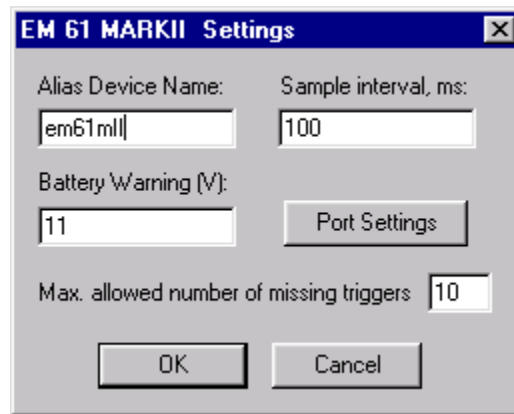 EM 61 MARKII Settings
Alias Device Name: Sample interval, ms:
em61mII 100
Battery Warning (V):
11 Port Settings
Max. allowed number of missing triggers 10
OK Cancel